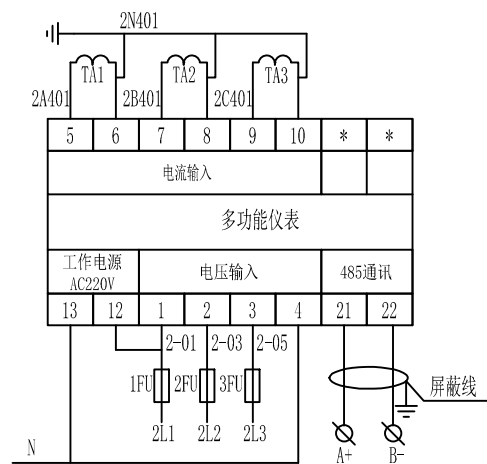 2N401
TA1 TA2 TA3
2A401 2B401 2C401
5 6 7 8 9 10 * *
电流输入
多功能仪表
工作电源 电压输入 485通讯
AC220V
13 12 1 2 3 4 21 22
2-01 2-03 2-05
1FU 2FU 3FU
屏蔽线
2L1 2L2 2L3
N
A+ B-